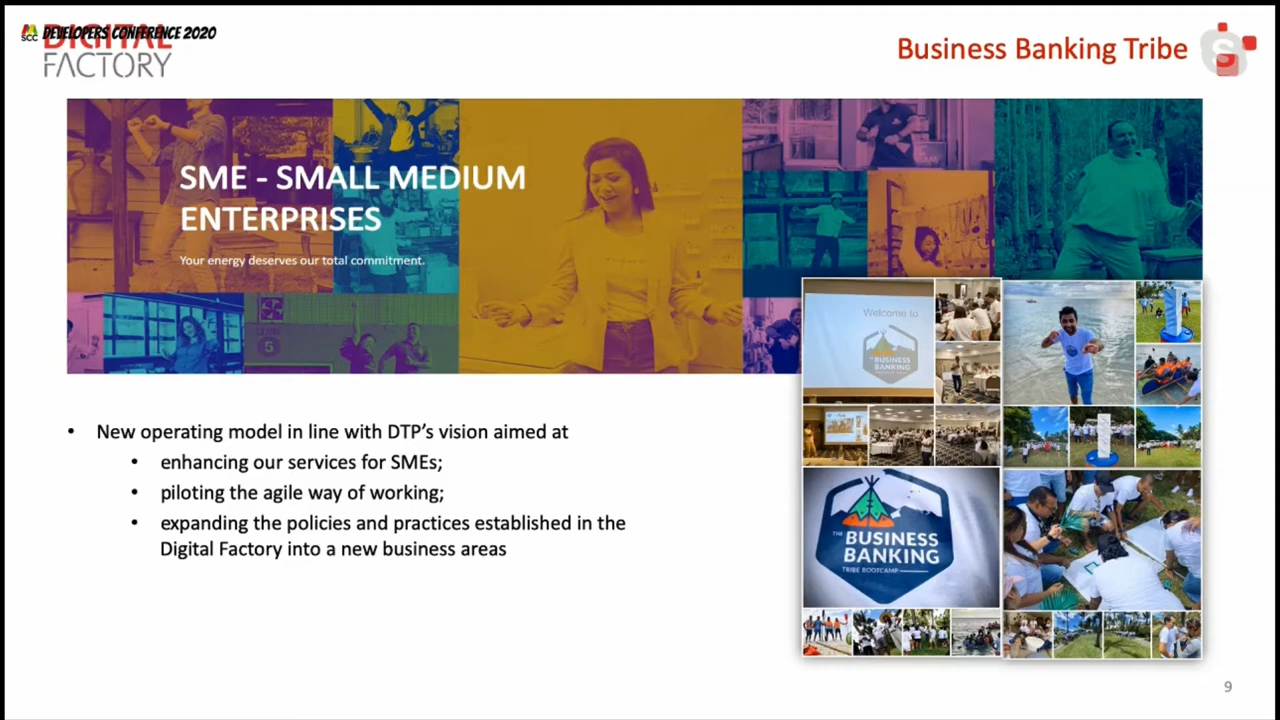 SCC DEVELOPERS CONFERENCE 2020
DIGITAL
FACTORY
Business Banking Tribe
SME - SMALL MEDIUM
ENTERPRISES
Your energy deserves our total commitment.
5
Welcome to
BUSINESS
BANKING
• New operating model in line with DTP's vision aimed at
• enhancing our services for SMEs;
• piloting the agile way of working;
• expanding the policies and practices established in the
Digital Factory into a new business areas
THE
BUSINESS
BANKING
TRIBE BOOTCAMP
9